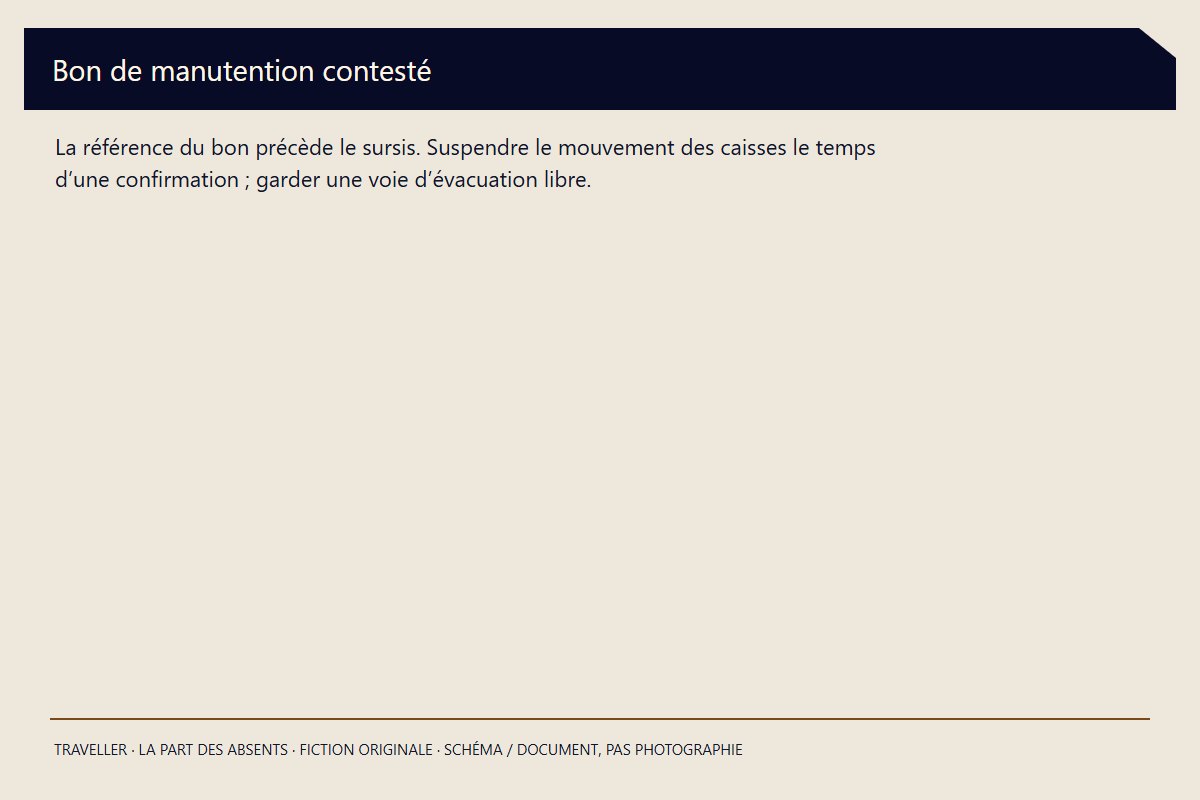 Bon de manutention contesté
La référence du bon précède le sursis. Suspendre le mouvement des caisses le temps
d’une confirmation ; garder une voie d’évacuation libre.
TRAVELLER · LA PART DES ABSENTS · FICTION ORIGINALE · SCHÉMA / DOCUMENT, PAS PHOTOGRAPHIE